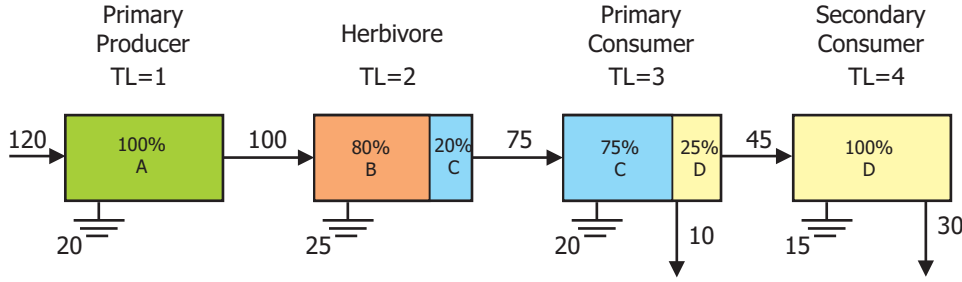 Primary
Producer
TL=1
Herbivore
TL=2
Primary
Consumer
TL=3
Secondary
Consumer
TL=4
120
100%
A
100
80%
B
20%
C
75
75%
C
25%
D
45
100%
D
20
25
20
10
15
30